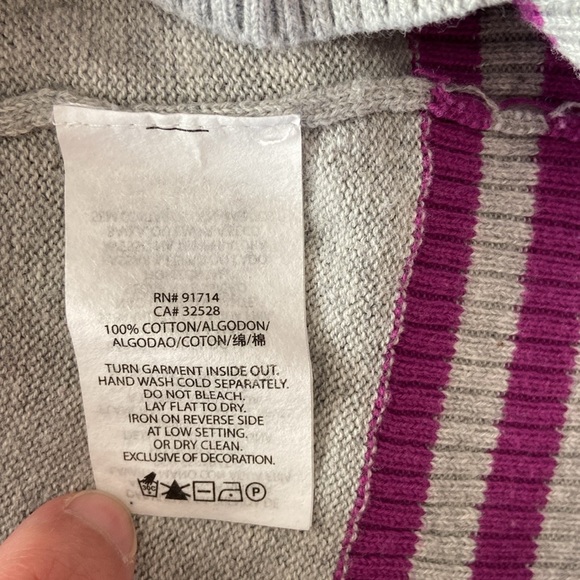 RN# 91714
CA# 32528
100% COTTON/ALGODON/
ALGODAO/COTON/绵/棉
TURN GARMENT INSIDE OUT.
HAND WASH COLD SEPARATELY.
DO NOT BLEACH.
LAY FLAT TO DRY.
IRON ON REVERSE SIDE
AT LOW SETTING.
OR DRY CLEAN.
EXCLUSIVE OF DECORATION.
P